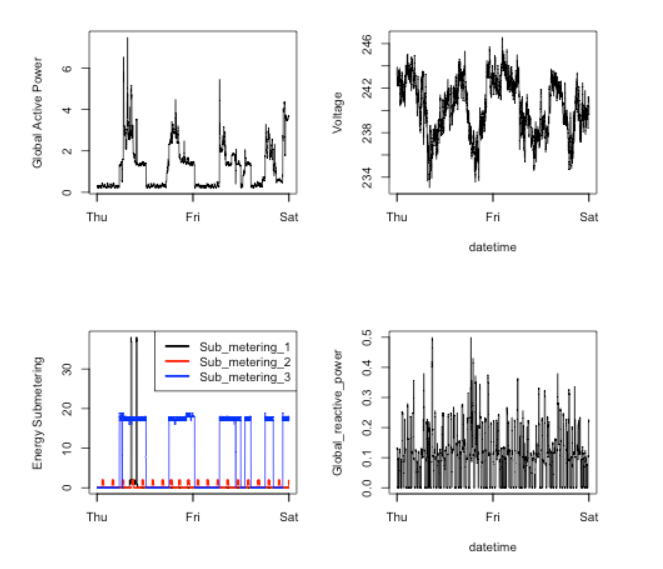 Global Active Power
0 2 4 6
Thu Fri Sat
Voltage
234 238 242 246
Thu Fri Sat
datetime
Energy Submetering
0 10 20 30
Sub_metering_1
Sub_metering_2
Sub_metering_3
Thu Fri Sat
Global_reactive_power
0.0 0.1 0.2 0.3 0.4 0.5
Thu Fri Sat
datetime